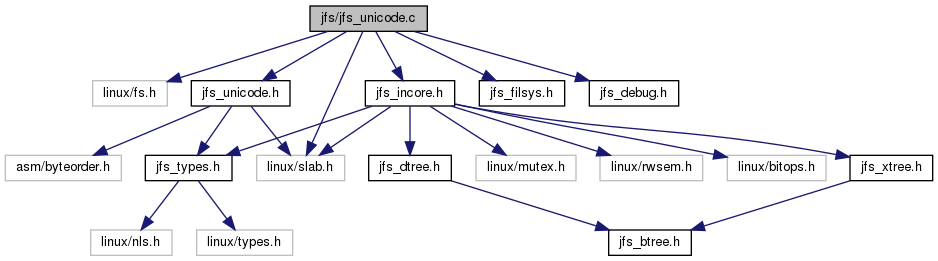 jfs/jfs_unicode.c
linux/fs.h
jfs_unicode.h
jfs_incore.h
jfs_filsys.h
jfs_debug.h
asm/byteorder.h
jfs_types.h
linux/slab.h
jfs_dtree.h
linux/mutex.h
linux/rwsem.h
linux/bitops.h
jfs_xtree.h
linux/nls.h
linux/types.h
jfs_btree.h